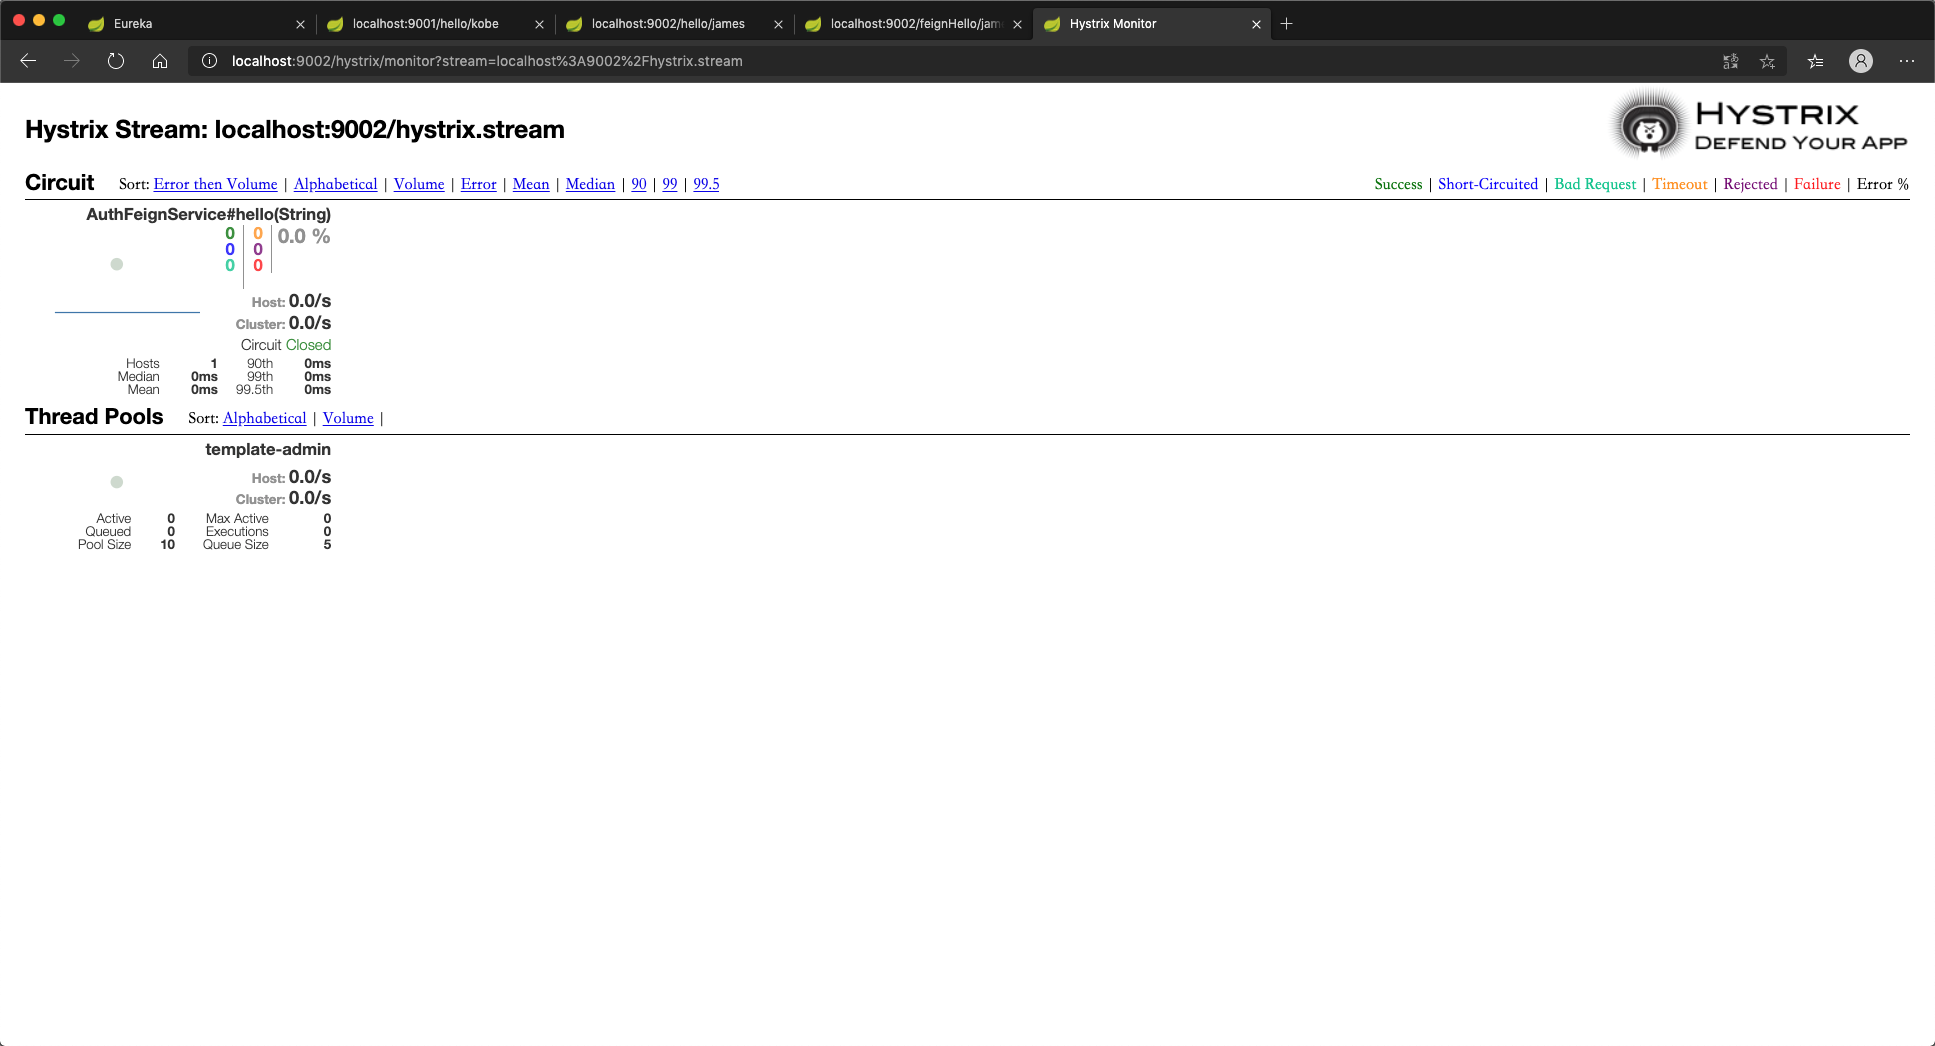 Eureka
localhost:9001/hello/kobe
localhost:9002/hello/james
localhost:9002/feignHello/jam
Hystrix Monitor
localhost:9002/hystrix/monitor?stream=localhost%3A9002%2Fhystrix.stream
Hystrix Stream: localhost:9002/hystrix.stream
HYSTRIX
DEFEND YOUR APP
Circuit Sort: Error then Volume | Alphabetical | Volume | Error | Mean | Median | 90 | 99 | 99.5
Success | Short-Circuited | Bad Request | Timeout | Rejected | Failure | Error %
AuthFeignService#hello(String)
0 0 0.0 %
0 0
0 0
Host: 0.0/s
Cluster: 0.0/s
Circuit Closed
Hosts 1 90th 0ms
Median 0ms 99th 0ms
Mean 0ms 99.5th 0ms
Thread Pools Sort: Alphabetical | Volume |
template-admin
Host: 0.0/s
Cluster: 0.0/s
Active 0 Max Active 0
Queued 0 Executions 0
Pool Size 10 Queue Size 5